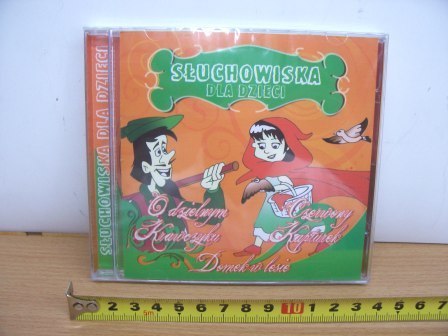 SŁUCHOWISKA
DLA DZIECI
SŁUCHOWISKA DLA DZIECI
O dzielnym
Krawczyku
Czerwony
Kapturek
Domek w lesie
2 3 4 5 6 7 8 9 10 1 2 3 4 5 6
5m